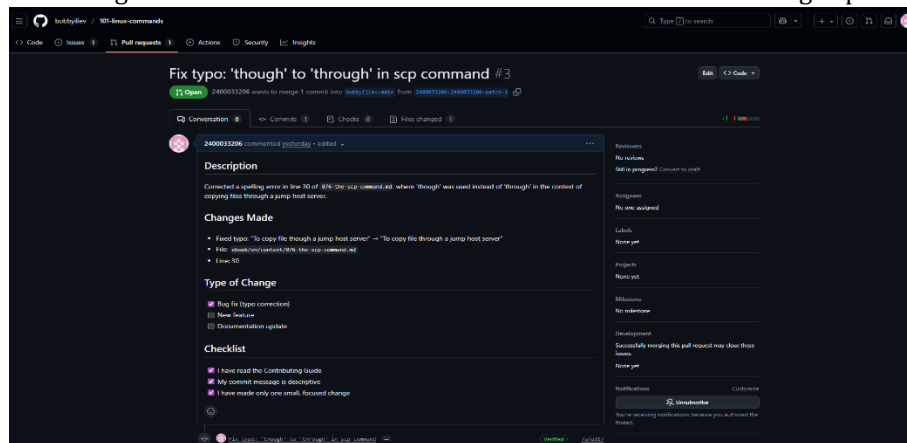 bobbyiliev / 101-linux-commands
Type / to search
Code Issues 1 Pull requests 1 Actions Security Insights
Fix typo: 'though' to 'through' in scp command #3
Edit Code
Open 2400033206 wants to merge 1 commit into bobbyiliev:main from 2400033206:2400033206-patch-1
Conversation 0 Commits 1 Checks 0 Files changed 1
+1 -1
2400033206 commented yesterday • edited
Description
Corrected a spelling error in line 30 of 076-the-scp-command.md where 'though' was used instead of 'through' in the context of
copying files through a jump host server.
Changes Made
• Fixed typo: "To copy file though a jump host server" → "To copy file through a jump host server"
• File: ebook/en/content/076-the-scp-command.md
• Line: 30
Type of Change
Bug fix (typo correction)
New feature
Documentation update
Checklist
I have read the Contributing Guide
My commit message is descriptive
I have made only one small, focused change
Fix typo: 'though' to 'through' in scp command
Verified
Reviewers
No reviews
Still in progress? Convert to draft
Assignees
No one assigned
Labels
None yet
Projects
None yet
Milestone
No milestone
Development
Successfully merging this pull request may close these
issues.
None yet
Notifications Customize
Unsubscribe
You're receiving notifications because you authored the
thread.